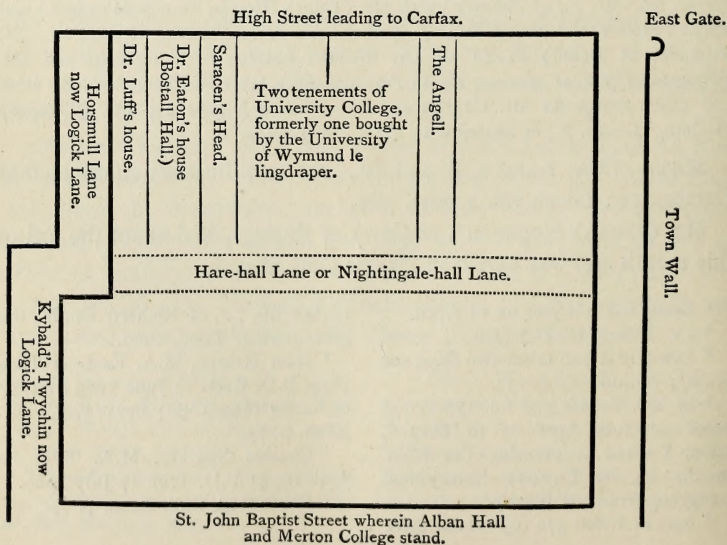 High Street leading to Carfax.
East Gate.
Horsmull Lane
now Logick Lane.
Dr. Luff's house.
Dr. Eaton's house
(Bostall Hall.)
Saracen's Head.
Two tenements of
University College,
formerly one bought
by the University
of Wymund le
lingdraper.
The Angell.
Town Wall.
Hare-hall Lane or Nightingale-hall Lane.
Kybald's Twychin now
Logick Lane.
St. John Baptist Street wherein Alban Hall
and Merton College stand.